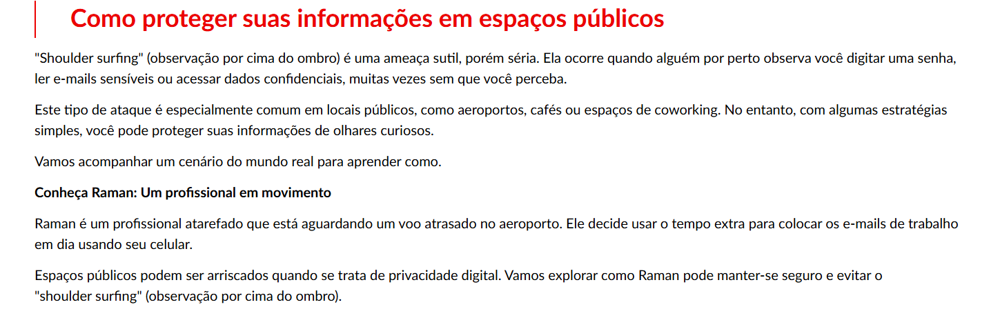 Como proteger suas informações em espaços públicos
"Shoulder surfing" (observação por cima do ombro) é uma ameaça sutil, porém séria. Ela ocorre quando alguém por perto observa você digitar uma senha,
ler e-mails sensíveis ou acessar dados confidenciais, muitas vezes sem que você perceba.
Este tipo de ataque é especialmente comum em locais públicos, como aeroportos, cafés ou espaços de coworking. No entanto, com algumas estratégias
simples, você pode proteger suas informações de olhares curiosos.
Vamos acompanhar um cenário do mundo real para aprender como.
Conheça Raman: Um profissional em movimento
Raman é um profissional atarefado que está aguardando um voo atrasado no aeroporto. Ele decide usar o tempo extra para colocar os e-mails de trabalho
em dia usando seu celular.
Espaços públicos podem ser arriscados quando se trata de privacidade digital. Vamos explorar como Raman pode manter-se seguro e evitar o
"shoulder surfing" (observação por cima do ombro).